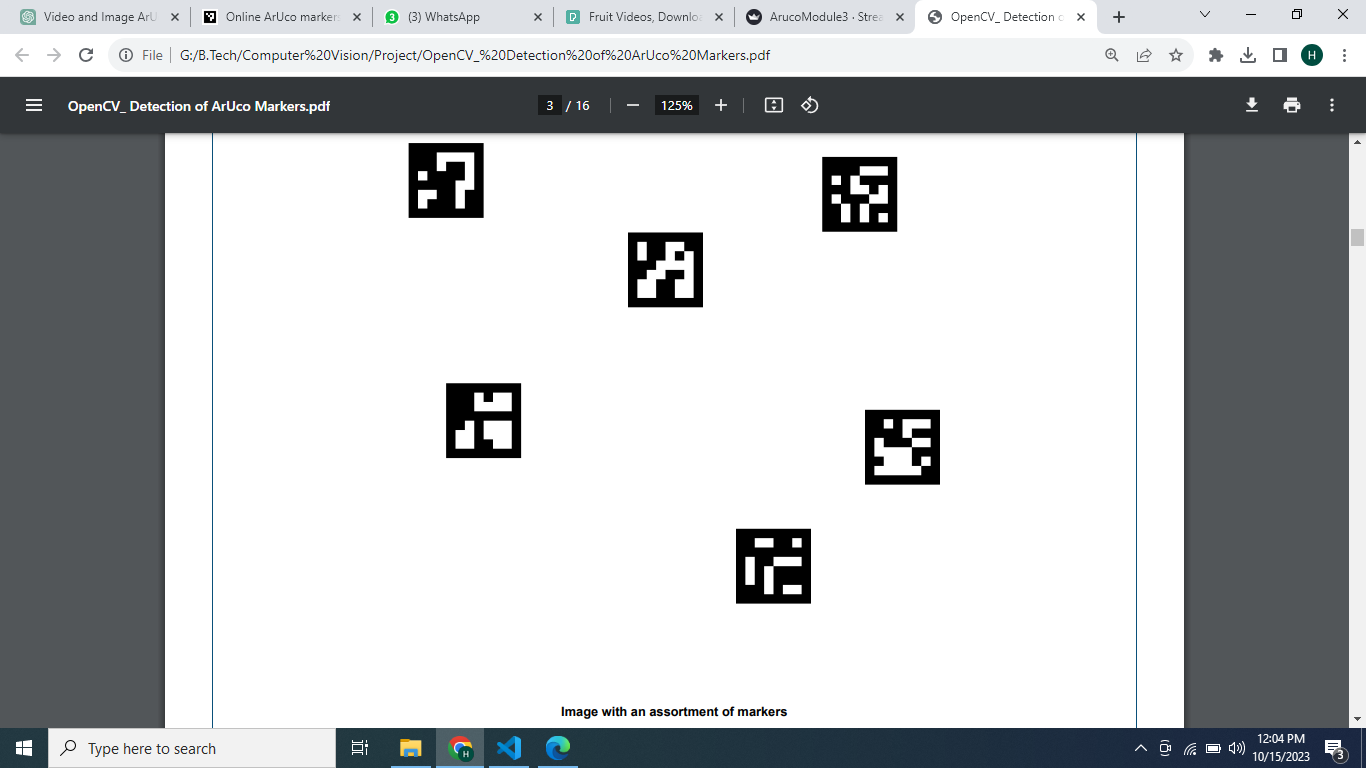 Video and Image ArU
Online ArUco markers
(3) WhatsApp
Fruit Videos, Downlo
ArucoModule3 · Strea
OpenCV_ Detection o
File
G:/B.Tech/Computer%20Vision/Project/OpenCV_%20Detection%20of%20ArUco%20Markers.pdf
H
OpenCV_ Detection of ArUco Markers.pdf
3 / 16
125%
Image with an assortment of markers
Type here to search
12:04 PM
10/15/2023
3